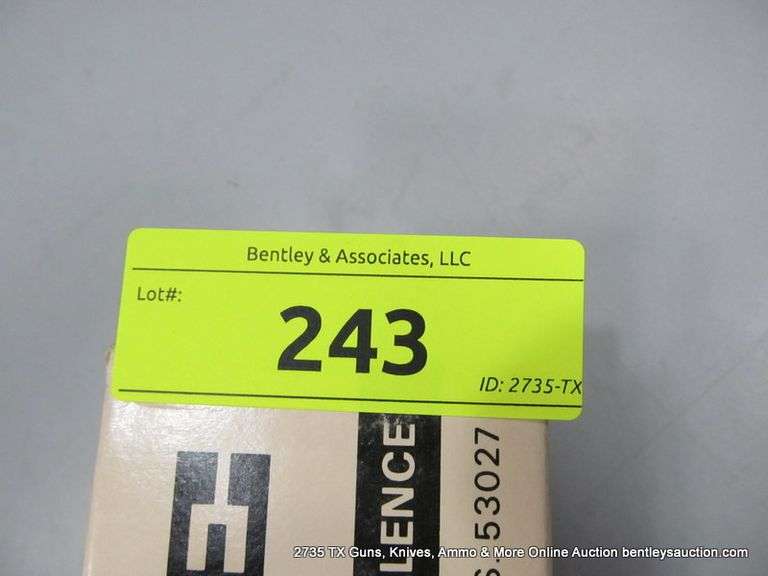 Bentley & Associates, LLC
Lot#:
243
ID: 2735-TX
LENCE
S. 53027
2735 TX Guns, Knives, Ammo & More Online Auction bentleysauction.com